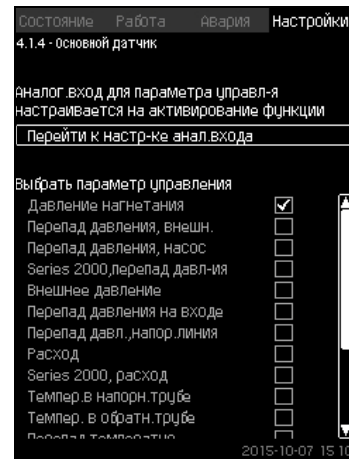 Состояние Работа Авария Настройки
4.1.4 - Основной датчик
Аналог.вход для параметра управл-я
настраивается на активирование функции
Перейти к настр-ке анал.входа
Выбрать параметр управления
Давление нагнетания
Перепад давления, внешн.
Перепад давления, насос
Series 2000,перепад давл-ия
Внешнее давление
Перепад давления на входе
Перепад давл.,напор.линия
Расход
Series 2000, расход
Темпер.в напорн.трубе
Темпер. в обратн.трубе
2015-10-07 15:10